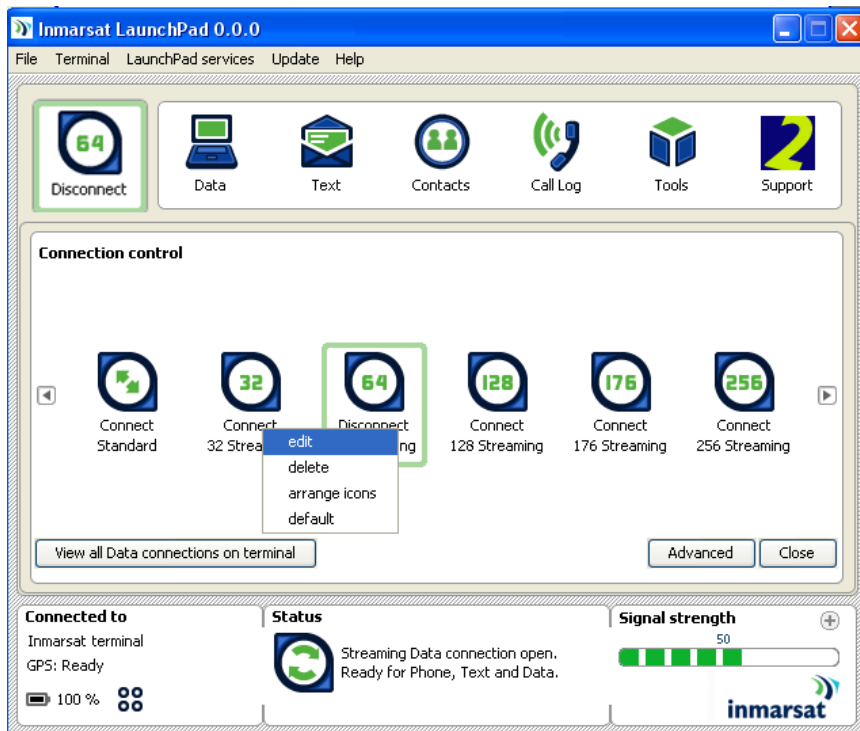 Inmarsat LaunchPad 0.0.0
File Terminal LaunchPad services Update Help
64
Disconnect Data Text Contacts Call Log Tools Support
Connection control
32 64 128 176 256
Connect Connect Disconnect Connect Connect Connect
Standard 32 Strea ng 128 Streaming 176 Streaming 256 Streaming
edit
delete
arrange icons
default
View all Data connections on terminal Advanced Close
Connected to
Inmarsat terminal
GPS: Ready
100 %
Status
Streaming Data connection open.
Ready for Phone, Text and Data.
Signal strength
50
inmarsat